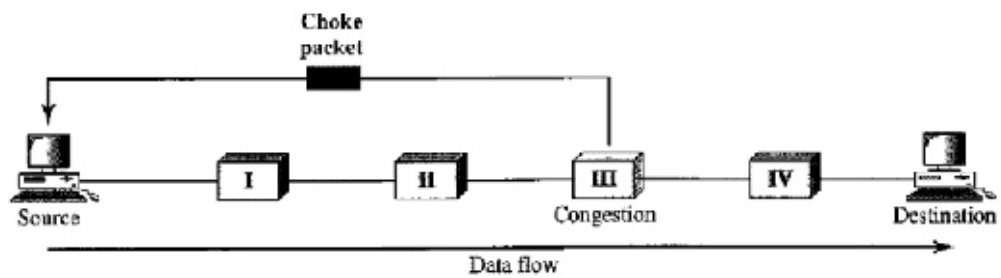 Choke
packet
I II III IV
Source Congestion Destination
Data flow